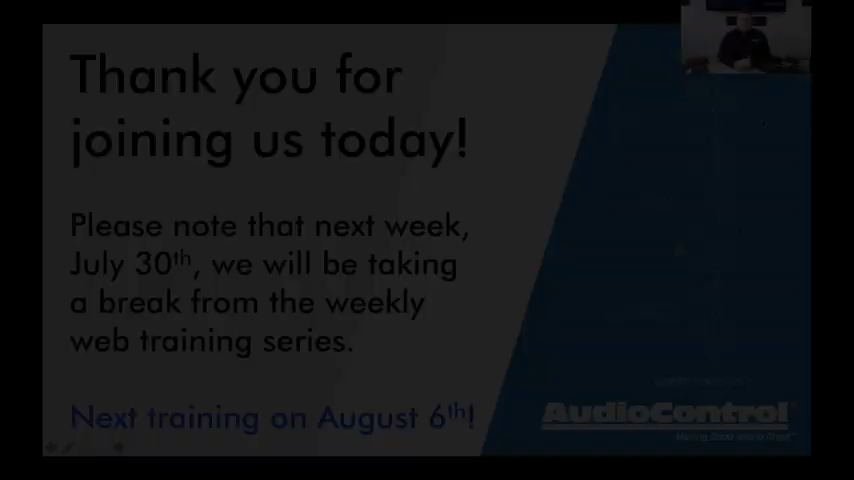 Thank you for
joining us today!
Please note that next week,
July 30th, we will be taking
a break from the weekly
web training series.
Next training on August 6th!
AudioControl